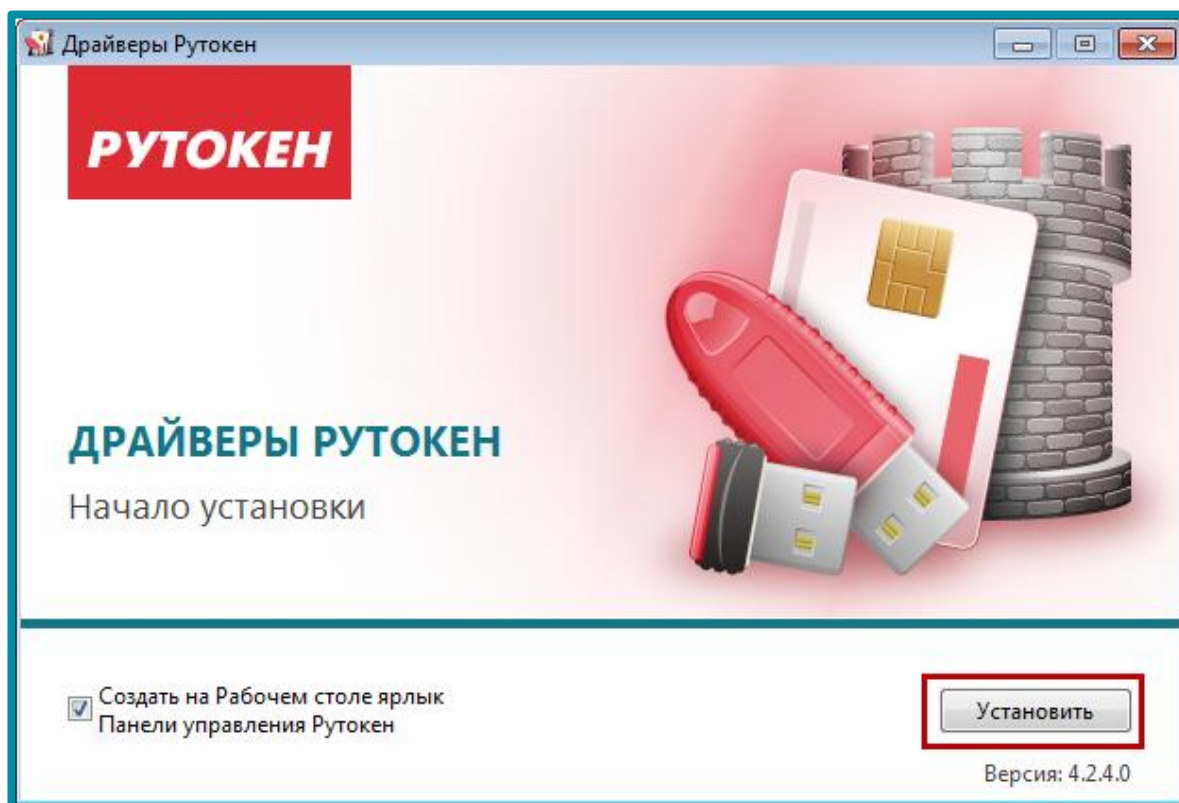 Драйверы Рутокен
РУТОКЕН
ДРАЙВЕРЫ РУТОКЕН
Начало установки
Создать на Рабочем столе ярлык
Панели управления Рутокен
Установить
Версия: 4.2.4.0